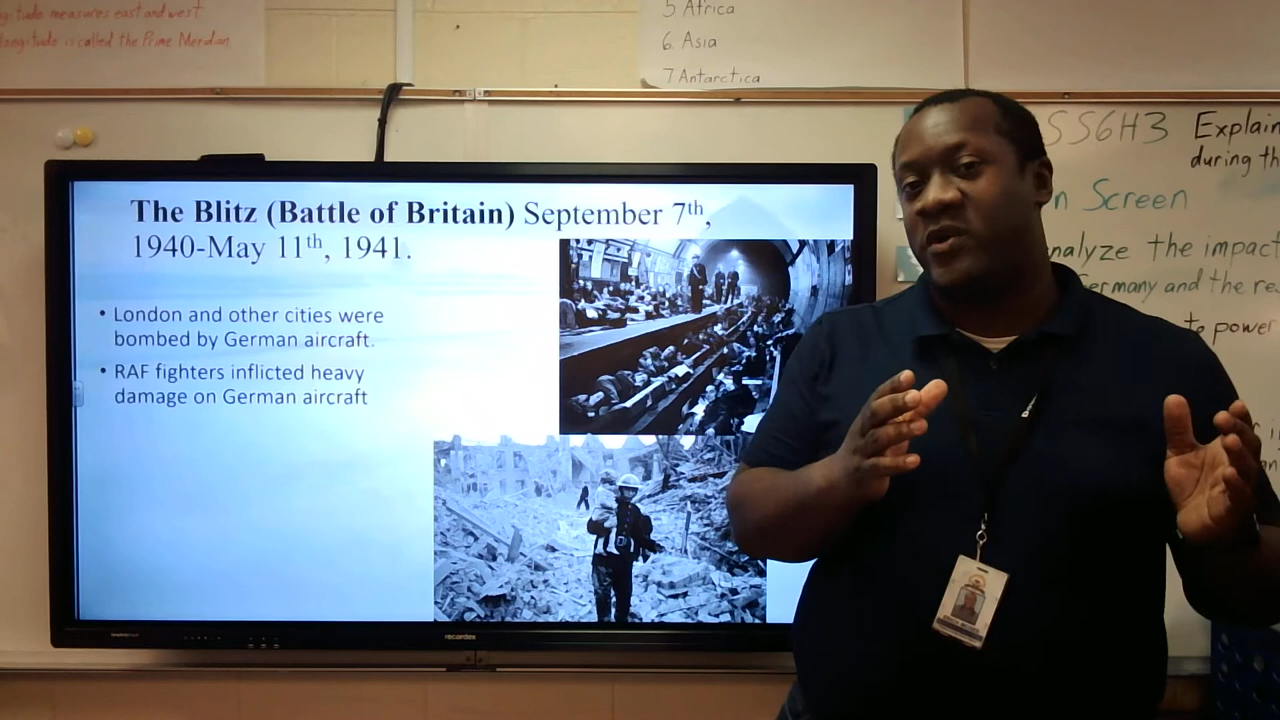 gitude measures east and west
longitude is called the Prime Meridian
5 Africa
6. Asia
7 Antarctica
The Blitz (Battle of Britain) September 7th,
1940-May 11th, 1941.
• London and other cities were
bombed by German aircraft.
• RAF fighters inflicted heavy
damage on German aircraft
recordex
SS6H3 Explain
during th
n Screen
nalyze the impact
Germany and the re
to power